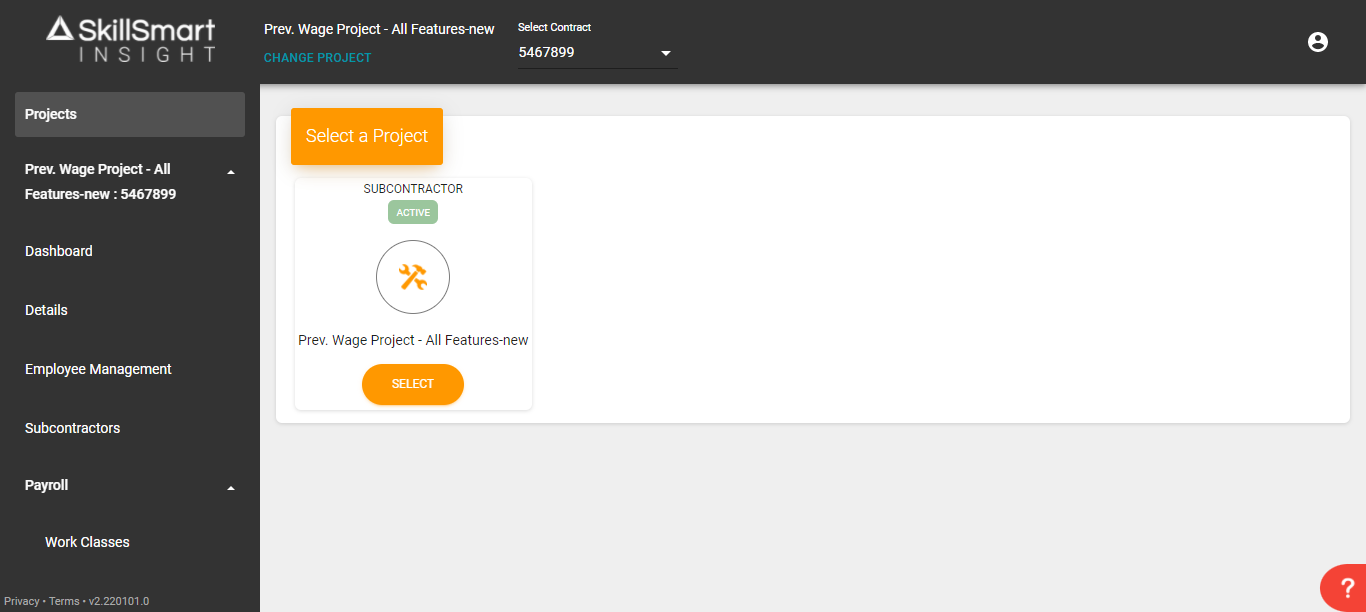 SkillSmart
INSIGHT
Prev. Wage Project - All Features-new
CHANGE PROJECT
Select Contract
5467899
Projects
Prev. Wage Project - All
Features-new : 5467899
Dashboard
Details
Employee Management
Subcontractors
Payroll
Work Classes
Privacy • Terms • v2.220101.0
Select a Project
SUBCONTRACTOR
ACTIVE
Prev. Wage Project - All Features-new
SELECT
?